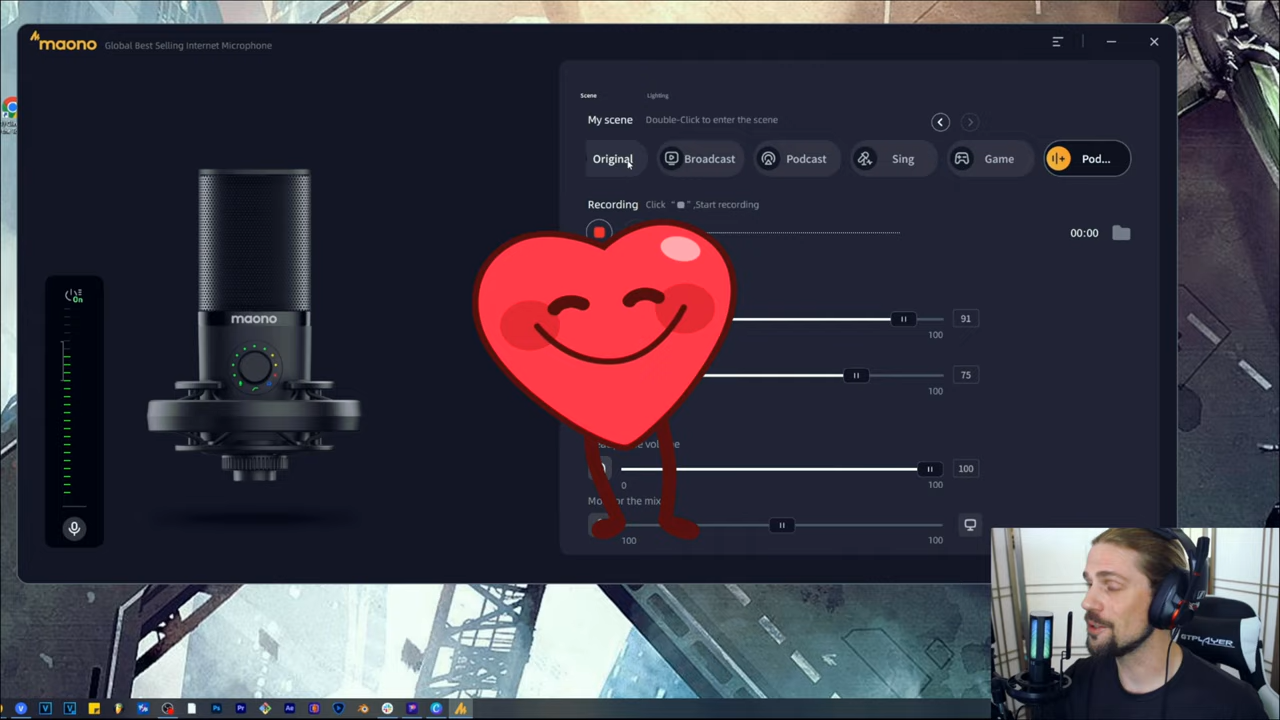 maono Global Best Selling Internet Microphone
Scene Lighting
My scene Double-Click to enter the scene
Original Broadcast Podcast Sing Game Pod...
Recording Click " " ,Start recording
00:00
On
maono
91
100
75
100
100
0 100
100 100
GTPLAYER